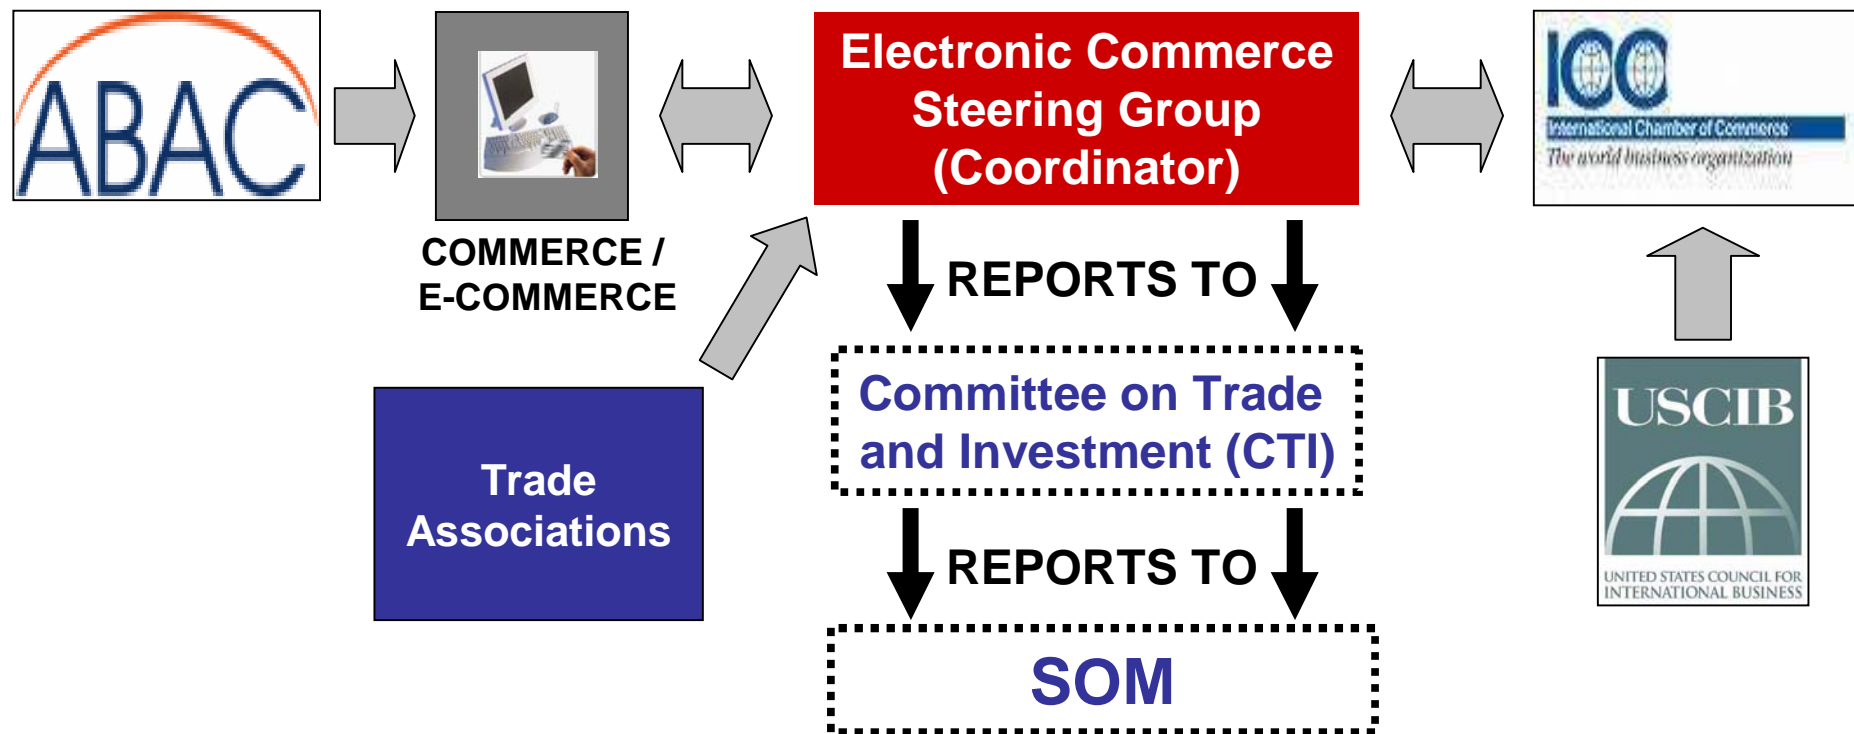 ABAC
COMMERCE /
E-COMMERCE
Electronic Commerce
Steering Group
(Coordinator)
ICC
International Chamber of Commerce
The world business organization
REPORTS TO
Trade
Associations
Committee on Trade
and Investment (CTI)
USCIB
UNITED STATES COUNCIL FOR
INTERNATIONAL BUSINESS
REPORTS TO
SOM